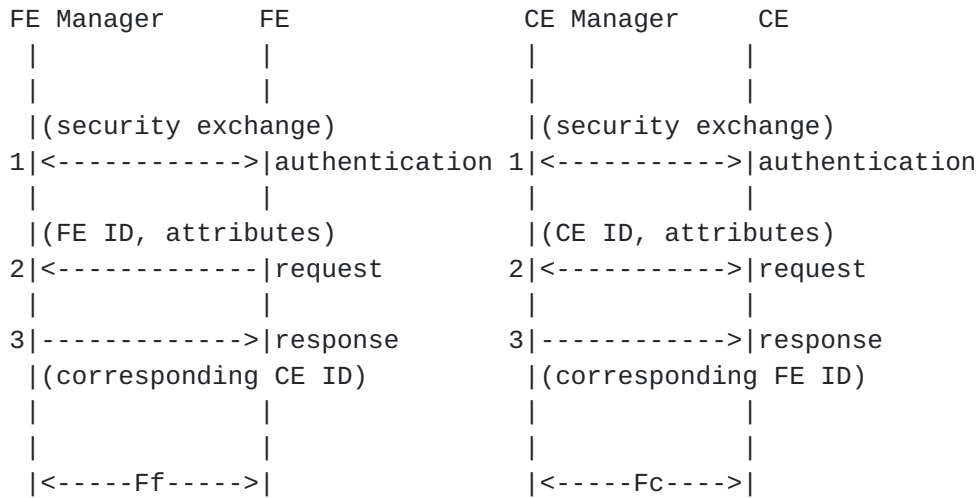 FE Manager      FE               CE Manager     CE
 |              |                 |             |
 |              |                 |             |
 |(security exchange)             |(security exchange)
1|<------------>|authentication 1|<----------->|authentication
 |              |                 |             |
 |(FE ID, attributes)             |(CE ID, attributes)
2|<-------------|request        2|<----------->|request
 |              |                 |             |
3|------------->|response       3|------------>|response
 |(corresponding CE ID)           |(corresponding FE ID)
 |              |                 |             |
 |              |                 |             |
 |<-----Ff----->|                 |<-----Fc---->|